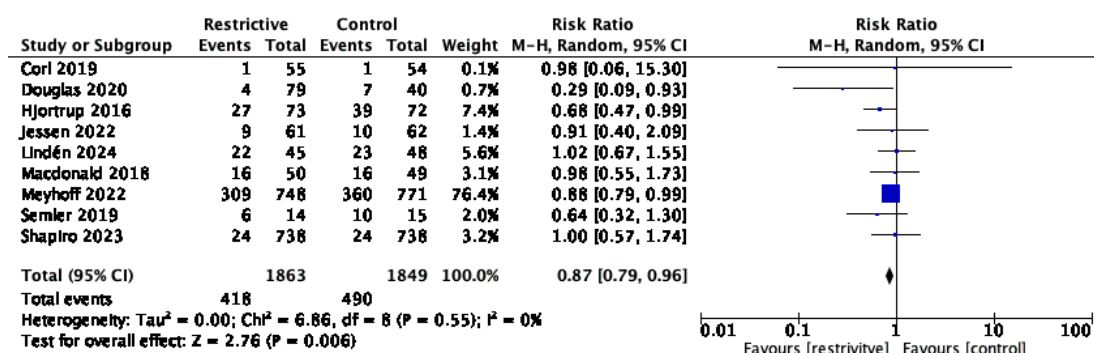 Restrictive Control Risk Ratio Risk Ratio
Study or Subgroup Events Total Events Total Weight M-H, Random, 95% CI M-H, Random, 95% CI
Corl 2019 1 55 1 54 0.1% 0.98 [0.06, 15.30]
Douglas 2020 4 79 7 40 0.7% 0.29 [0.09, 0.93]
Hjortrup 2016 27 73 39 72 7.4% 0.68 [0.47, 0.99]
Jessen 2022 9 61 10 62 1.4% 0.91 [0.40, 2.09]
Lindén 2024 22 45 23 48 5.6% 1.02 [0.67, 1.55]
Macdonald 2018 16 50 16 49 3.1% 0.98 [0.55, 1.73]
Meyhoff 2022 309 748 360 771 76.4% 0.88 [0.79, 0.99]
Semler 2019 6 14 10 15 2.0% 0.64 [0.32, 1.30]
Shapiro 2023 24 738 24 738 3.2% 1.00 [0.57, 1.74]
Total (95% CI) 1863 1849 100.0% 0.87 [0.79, 0.96]
Total events 418 490
Heterogeneity: Tau² = 0.00; Chi² = 6.86, df = 8 (P = 0.55); I² = 0%
Test for overall effect: Z = 2.76 (P = 0.006)
0.01 0.1 1 10 100
Favours [restrivitye] Favours [control]